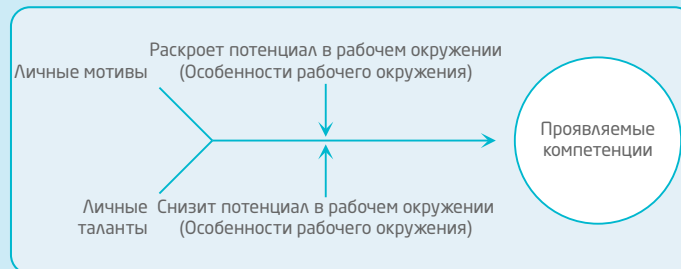 Раскроет потенциал в рабочем окружении
(Особенности рабочего окружения)
Личные мотивы
Проявляемые
компетенции
Личные
таланты
Снизит потенциал в рабочем окружении
(Особенности рабочего окружения)